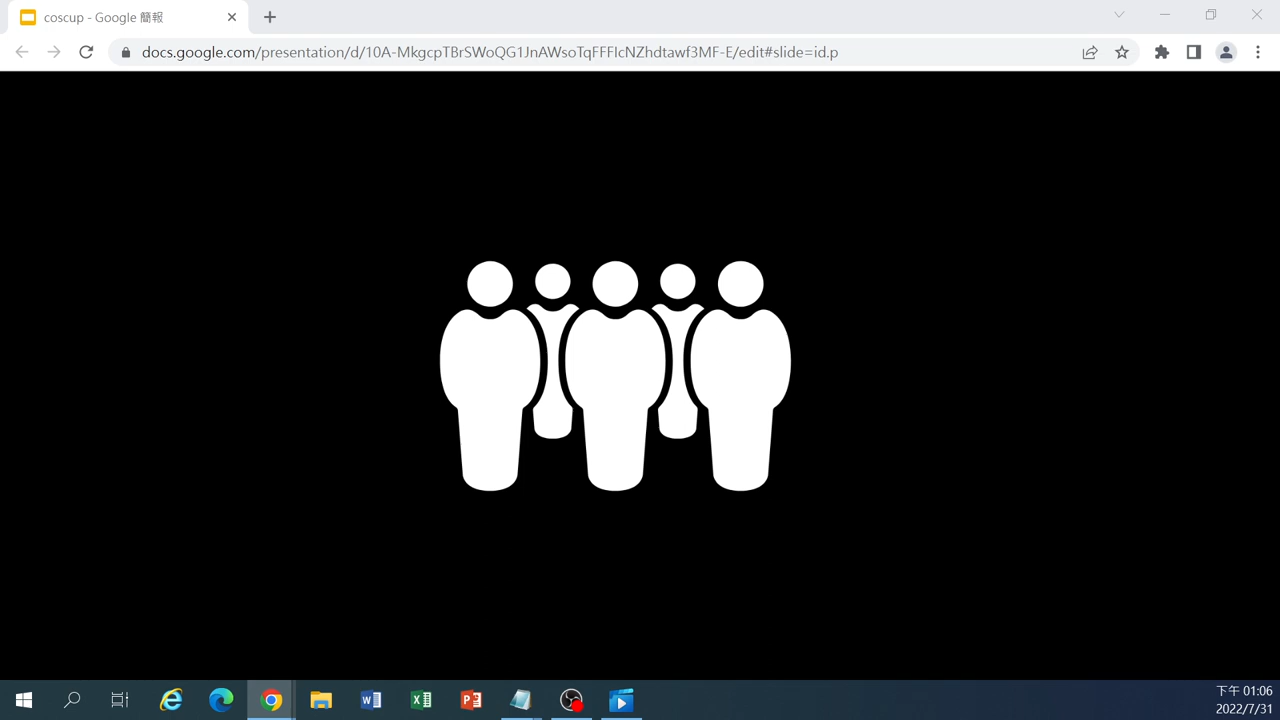 coscup - Google 簡報
docs.google.com/presentation/d/10A-MkgcpTBrSWoQG1JnAWsoTqFFFIcNZhdtawf3MF-E/edit#slide=id.p
下午 01:06
2022/7/31